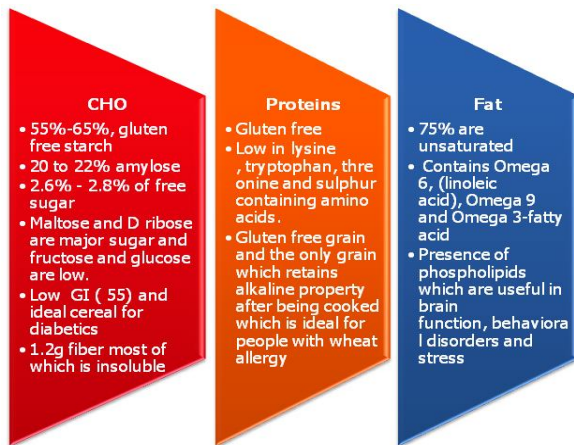 CHO
• 55%-65%, gluten
free starch
• 20 to 22% amylose
• 2.6% - 2.8% of free
sugar
• Maltose and D ribose
are major sugar and
fructose and glucose
are low.
• Low  GI ( 55) and
ideal cereal for
diabetics
• 1.2g fiber most of
which is insoluble
Proteins
• Gluten free
• Low in lysine
, tryptophan, thre
onine and sulphur
containing amino
acids.
• Gluten free grain
and the only grain
which retains
alkaline property
after being cooked
which is ideal for
people with wheat
allergy
Fat
• 75% are
unsaturated
•  Contains Omega
6, (linoleic
acid), Omega 9
and Omega 3-fatty
acid
• Presence of
phospholipids
which are useful in
brain
function, behaviora
l disorders and
stress